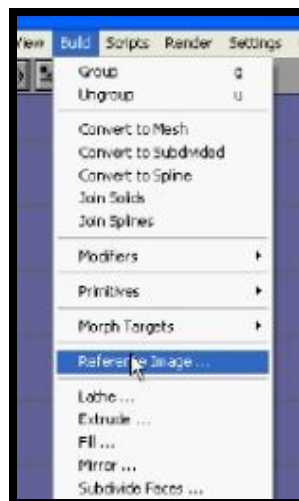 View Build Scripts Render Settings
Group g
Ungroup u
Convert to Mesh
Convert to Subdivided
Convert to Spline
Join Solids
Join Splines
Modifiers
Primitives
Morph Targets
Reference Image ...
Lathe ...
Extrude ...
Fill ...
Mirror ...
Subdivide Faces ...